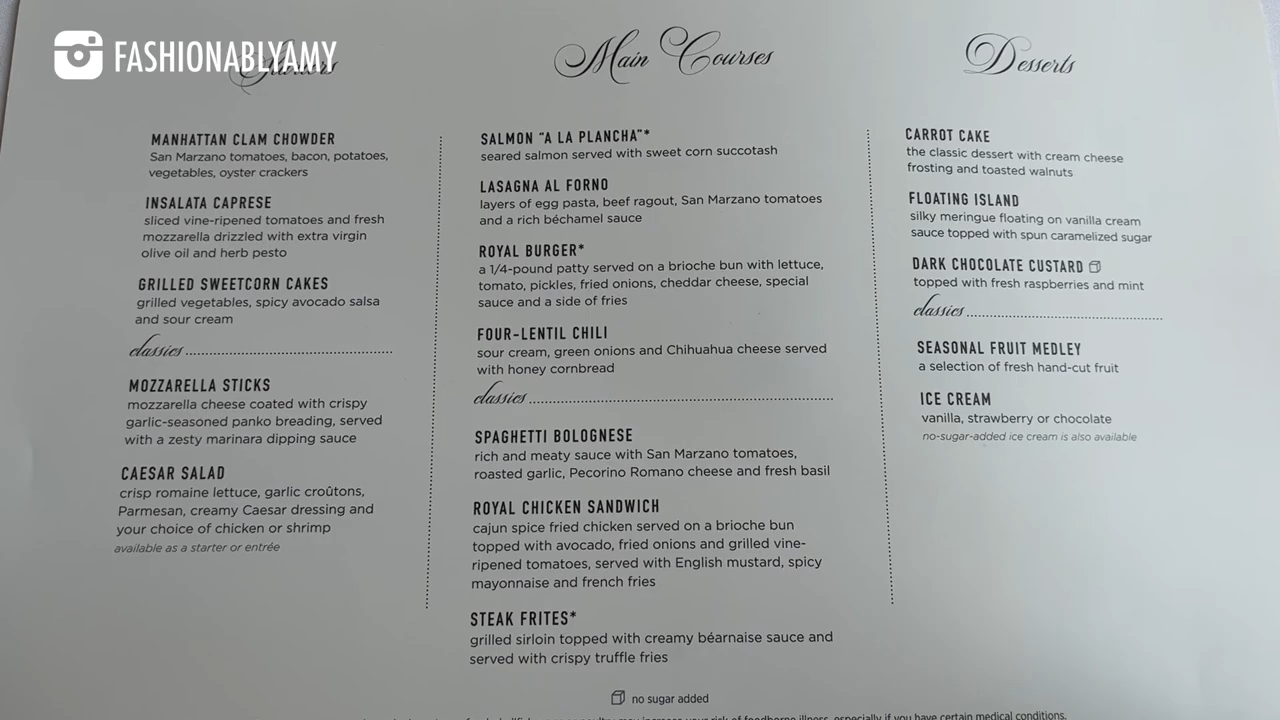 FASHIONABLYAMY
MANHATTAN CLAM CHOWDER
San Marzano tomatoes, bacon, potatoes,
vegetables, oyster crackers
INSALATA CAPRESE
sliced vine-ripened tomatoes and fresh
mozzarella drizzled with extra virgin
olive oil and herb pesto
GRILLED SWEETCORN CAKES
grilled vegetables, spicy avocado salsa
and sour cream
classics
MOZZARELLA STICKS
mozzarella cheese coated with crispy
garlic-seasoned panko breading, served
with a zesty marinara dipping sauce
CAESAR SALAD
crisp romaine lettuce, garlic croûtons,
Parmesan, creamy Caesar dressing and
your choice of chicken or shrimp
available as a starter or entrée
Main Courses
SALMON "A LA PLANCHA"*
seared salmon served with sweet corn succotash
LASAGNA AL FORNO
layers of egg pasta, beef ragout, San Marzano tomatoes
and a rich béchamel sauce
ROYAL BURGER*
a 1/4-pound patty served on a brioche bun with lettuce,
tomato, pickles, fried onions, cheddar cheese, special
sauce and a side of fries
FOUR-LENTIL CHILI
sour cream, green onions and Chihuahua cheese served
with honey cornbread
classics
SPAGHETTI BOLOGNESE
rich and meaty sauce with San Marzano tomatoes,
roasted garlic, Pecorino Romano cheese and fresh basil
ROYAL CHICKEN SANDWICH
cajun spice fried chicken served on a brioche bun
topped with avocado, fried onions and grilled vine-
ripened tomatoes, served with English mustard, spicy
mayonnaise and french fries
STEAK FRITES*
grilled sirloin topped with creamy béarnaise sauce and
served with crispy truffle fries
Desserts
CARROT CAKE
the classic dessert with cream cheese
frosting and toasted walnuts
FLOATING ISLAND
silky meringue floating on vanilla cream
sauce topped with spun caramelized sugar
DARK CHOCOLATE CUSTARD
topped with fresh raspberries and mint
classics
SEASONAL FRUIT MEDLEY
a selection of fresh hand-cut fruit
ICE CREAM
vanilla, strawberry or chocolate
no-sugar-added ice cream is also available
no sugar added
may increase your risk of foodborne illness, especially if you have certain medical conditions.